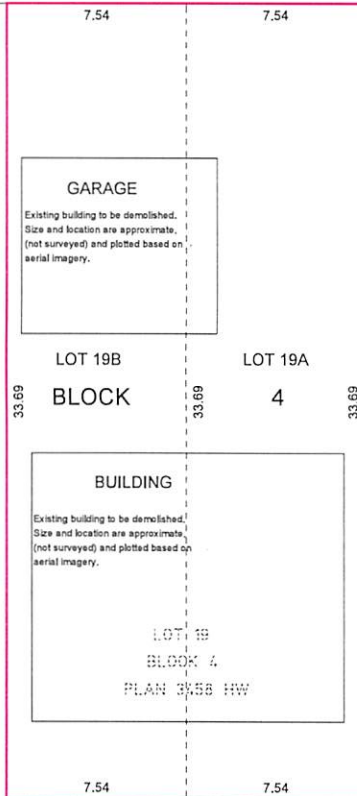 7.54 7.54
GARAGE
Existing building to be demolished.
Size and location are approximate,
(not surveyed) and plotted based on
aerial imagery.
LOT 19B LOT 19A
33.69 BLOCK 33.69 4 33.69
BUILDING
Existing building to be demolished.
Size and location are approximate,
(not surveyed) and plotted based on
aerial imagery.
LOT 19
BLOCK 4
PLAN 3458 HW
7.54 7.54